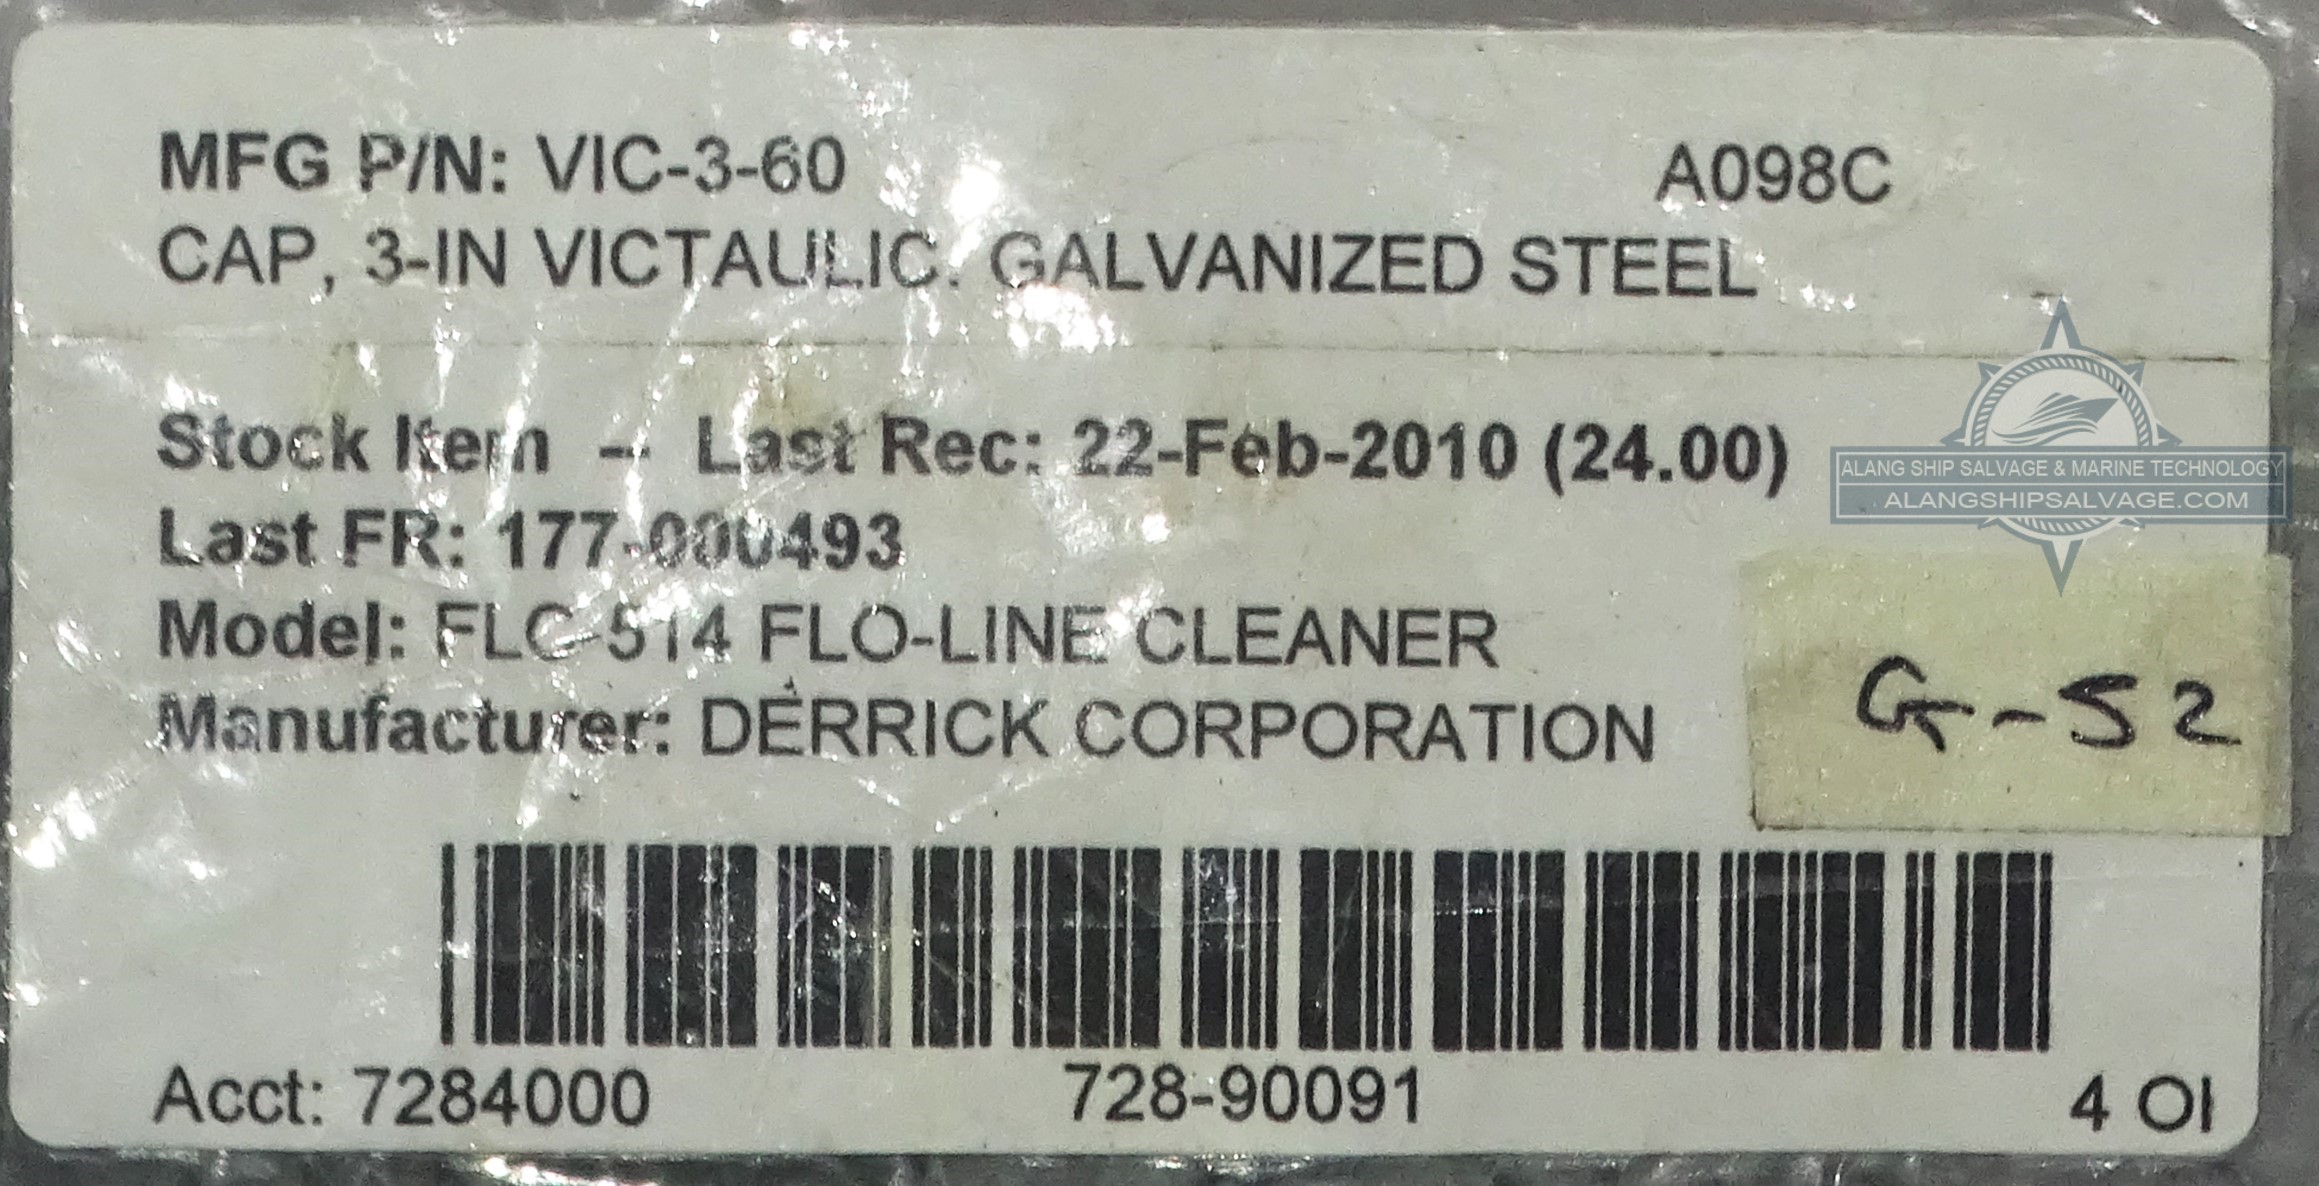 MFG P/N: VIC-3-60 A098C
CAP, 3-IN VICTAULIC. GALVANIZED STEEL
Stock Item -- Last Rec: 22-Feb-2010 (24.00)
Last FR: 177-000493
Model: FLC-514 FLO-LINE CLEANER
Manufacturer: DERRICK CORPORATION
ALANG SHIP SALVAGE & MARINE TECHNOLOGY
ALANGSHIPSALVAGE.COM
G-52
Acct: 7284000 728-90091 4 OI